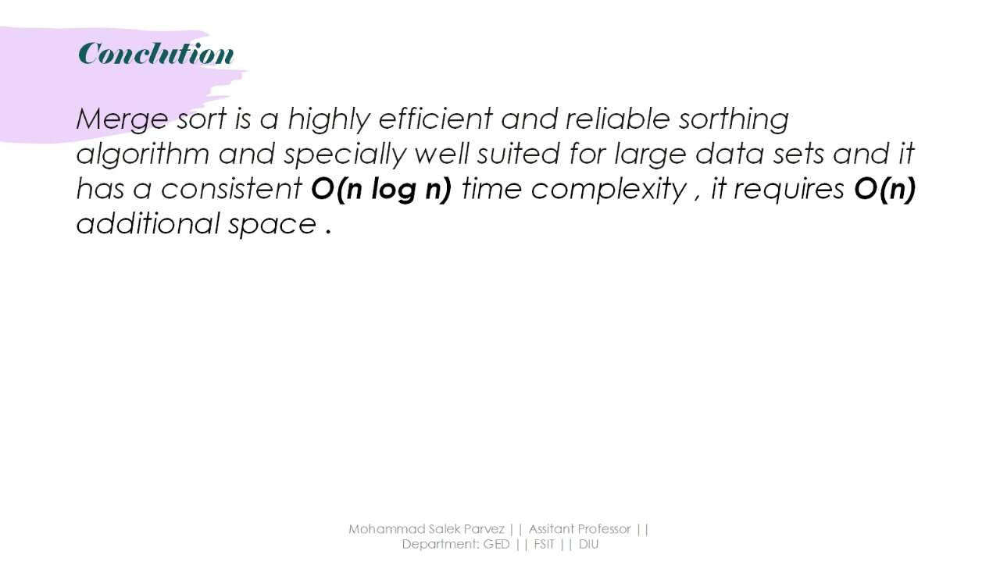 Conclution
Merge sort is a highly efficient and reliable sorthing
algorithm and specially well suited for large data sets and it
has a consistent O(n log n) time complexity , it requires O(n)
additional space .
Mohammad Salek Parvez || Assitant Professor ||
Department: GED || FSIT || DIU